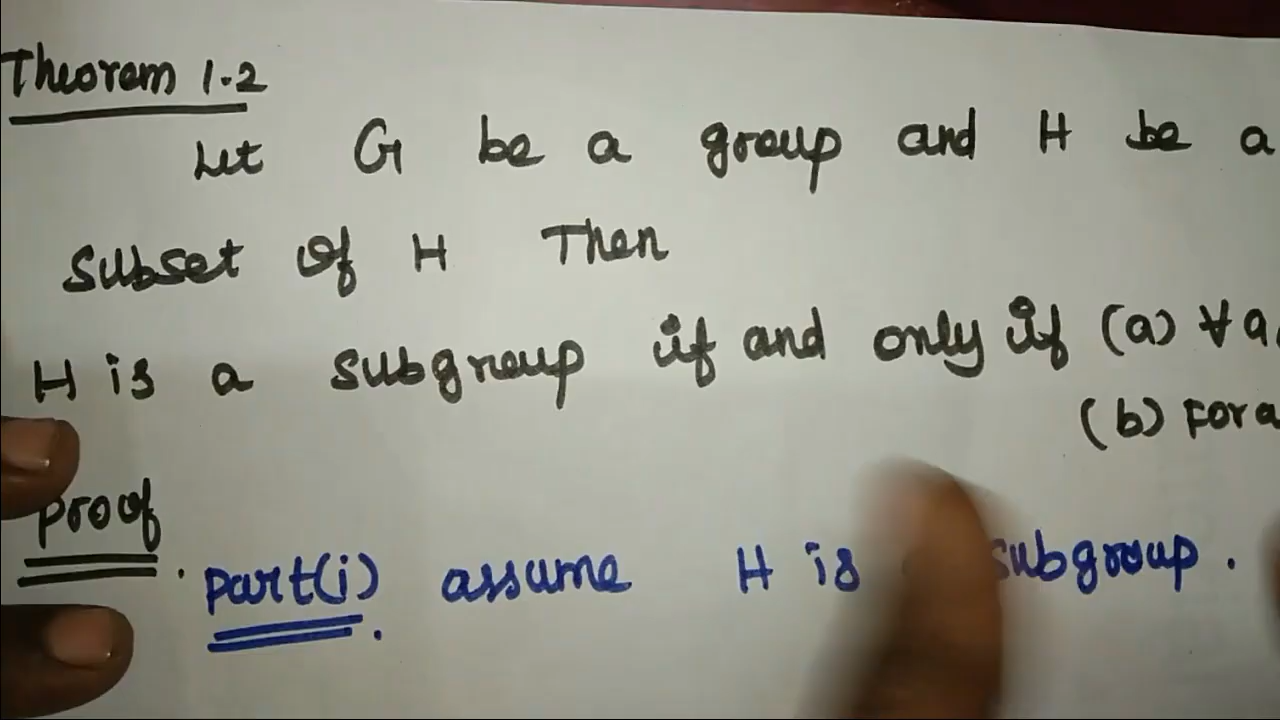 Theorem 1.2
Let G be a group and H be a
Subset of H Then
H is a subgroup if and only if (a) ∀ a,
(b) For a
Proof
Part(i) assume H is subgroup.